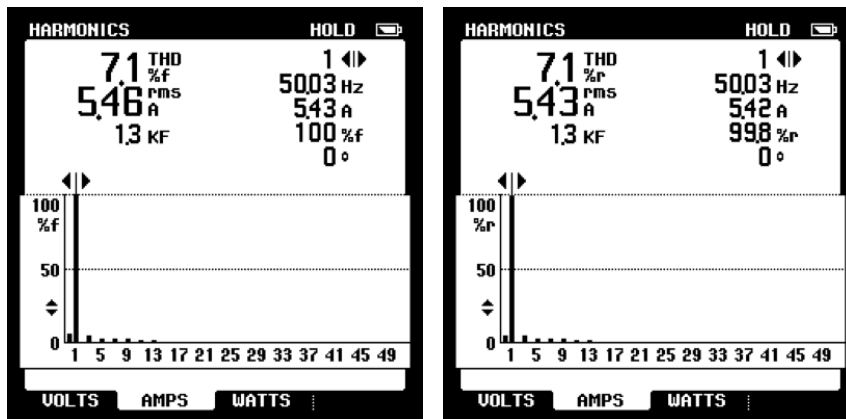 HARMONICS HOLD
7.1 THD %f 1
50.03 Hz
5.46 rms A 5.43 A
1.3 KF 100 %f
0 °
100
%f
50
0
1 5 9 13 17 21 25 29 33 37 41 45 49
VOLTS AMPS WATTS
HARMONICS HOLD
7.1 THD %r 1
50.03 Hz
5.43 rms A 5.42 A
1.3 KF 99.8 %r
0 °
100
%r
50
0
1 5 9 13 17 21 25 29 33 37 41 45 49
VOLTS AMPS WATTS